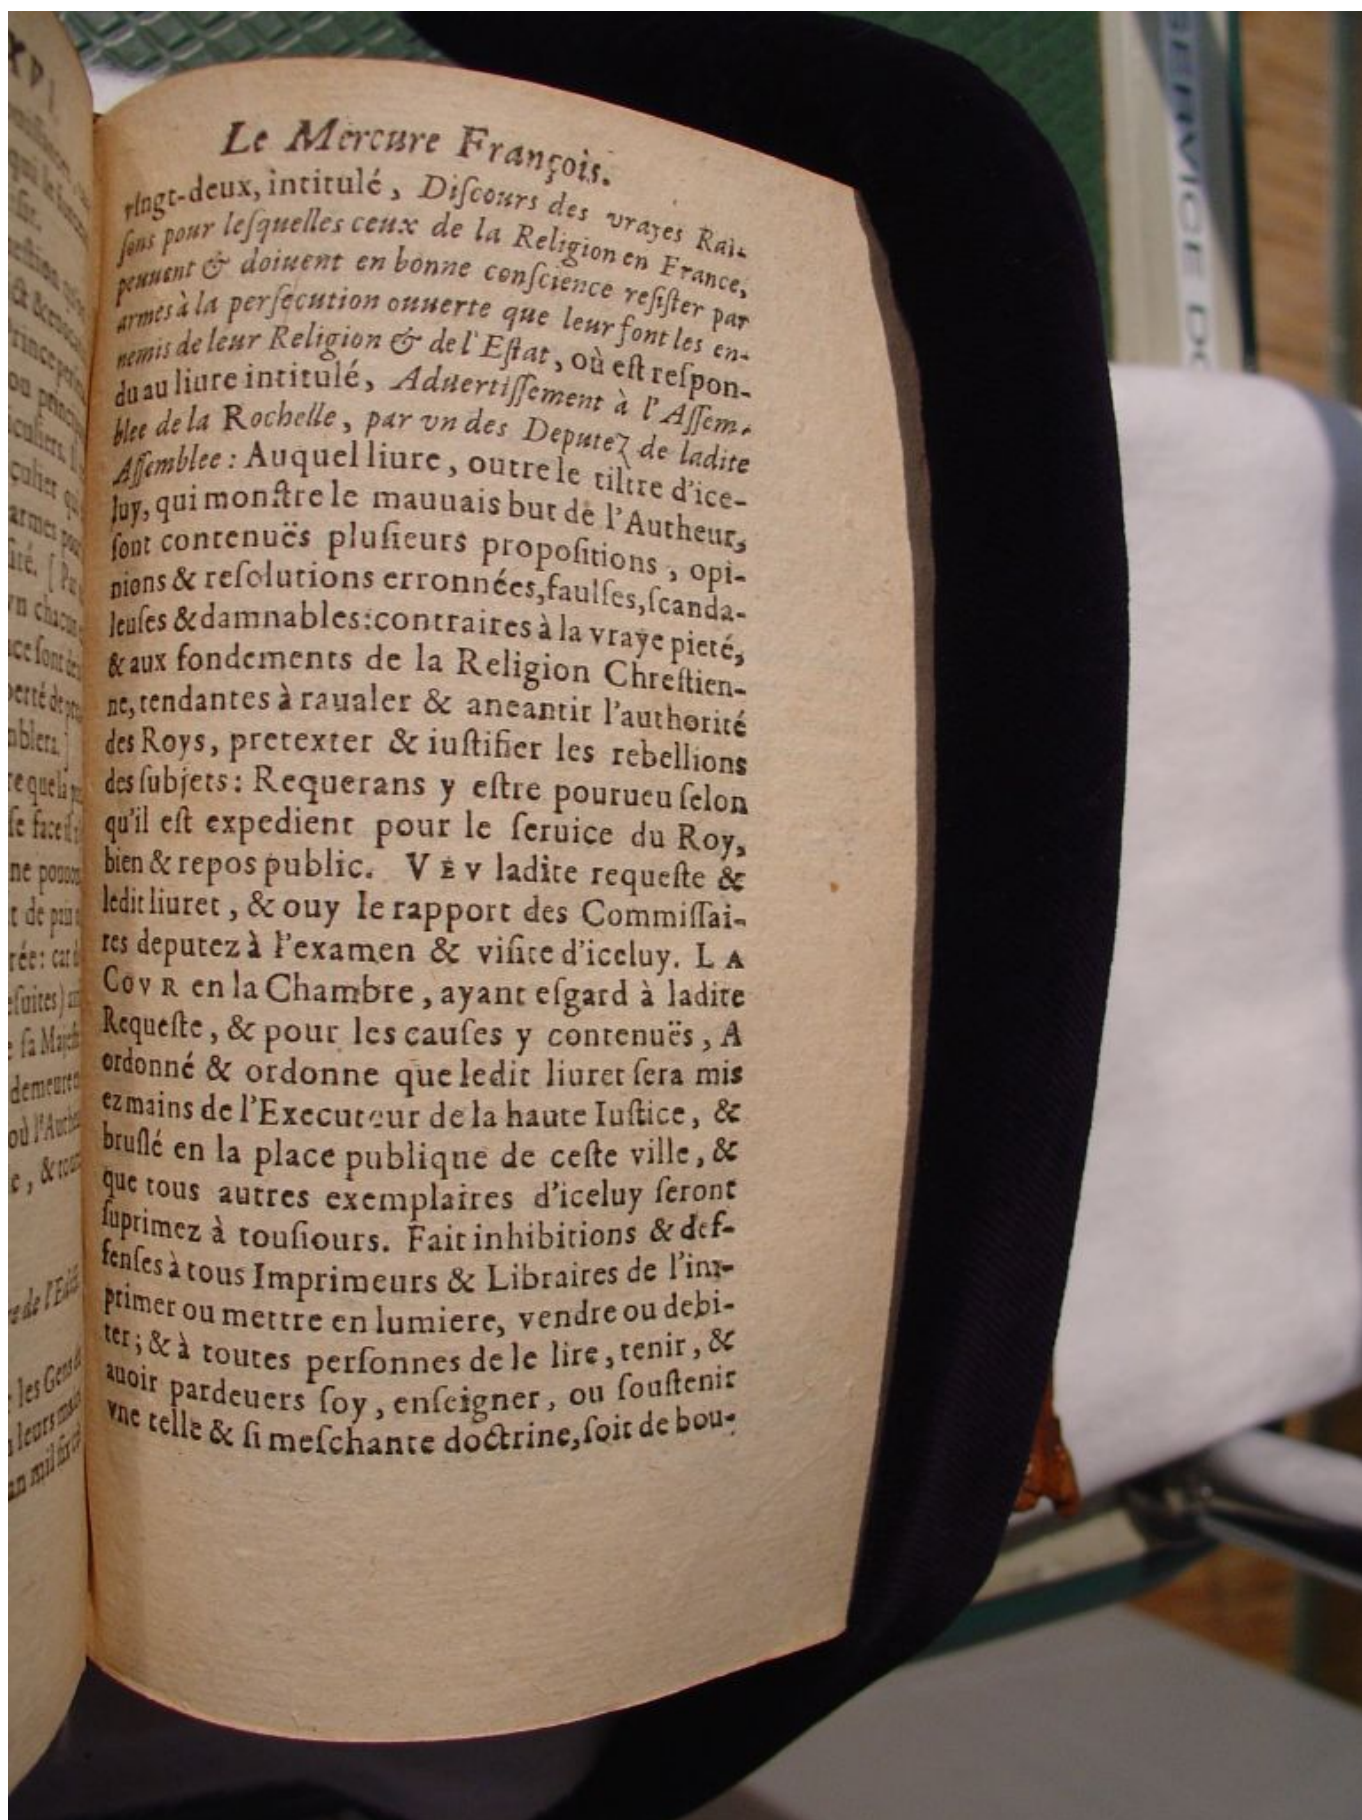 Le Mercure François.
vingt-deux, intitulé, Diſcours des vrayes Rai-
ſons pour leſquelles ceux de la Religion en France,
peuuent & doiuent en bonne conſcience reſiſter par
armes à la perſecution ouuerte que leur font les en-
nemis de leur Religion & de l'Eſtat, où eſt reſpon-
du au liure intitulé, Aduertiſſement à l'Aſſem-
blee de la Rochelle, par vn des Deputez de ladite
Aſſemblee: Auquel liure, outre le tiltre d'ice-
luy, qui monſtre le mauuais but de l'Autheur,
ſont contenuës pluſieurs propoſitions, opi-
nions & reſolutions erronnées, faulſes, ſcanda-
leuſes & damnables: contraires à la vraye pieté,
& aux fondements de la Religion Chreſtien-
ne, tendantes à raualer & aneantir l'authorité
des Roys, pretexter & iuſtifier les rebellions
des ſubjets: Requerans y eſtre pourueu ſelon
qu'il eſt expedient pour le ſeruice du Roy,
bien & repos public. VEV ladite requeſte &
ledit liuret, & ouy le rapport des Commiſſai-
res deputez à l'examen & viſite d'iceluy. LA
COVR en la Chambre, ayant eſgard à ladite
Requeſte, & pour les cauſes y contenuës, A
ordonné & ordonne que ledit liuret ſera mis
ez mains de l'Executeur de la haute Iuſtice, &
bruſlé en la place publique de ceſte ville, &
que tous autres exemplaires d'iceluy ſeront
ſuprimez à touſiours. Fait inhibitions & def-
fenſes à tous Imprimeurs & Libraires de l'im-
primer ou mettre en lumiere, vendre ou debi-
ter; & à toutes perſonnes de le lire, tenir, &
auoir pardeuers ſoy, enſeigner, ou ſouſtenir
vne telle & ſi meſchante doctrine, ſoit de bou-
SERVICE